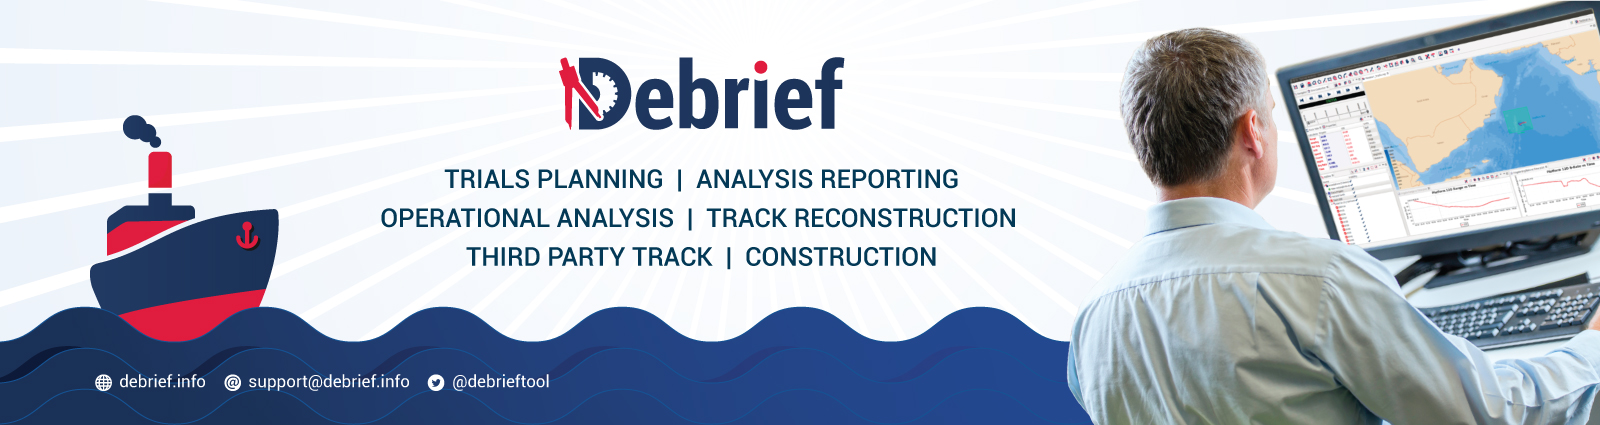 Debrief
TRIALS PLANNING | ANALYSIS REPORTING
OPERATIONAL ANALYSIS | TRACK RECONSTRUCTION
THIRD PARTY TRACK | CONSTRUCTION
debrief.info support@debrief.info @debrieftool